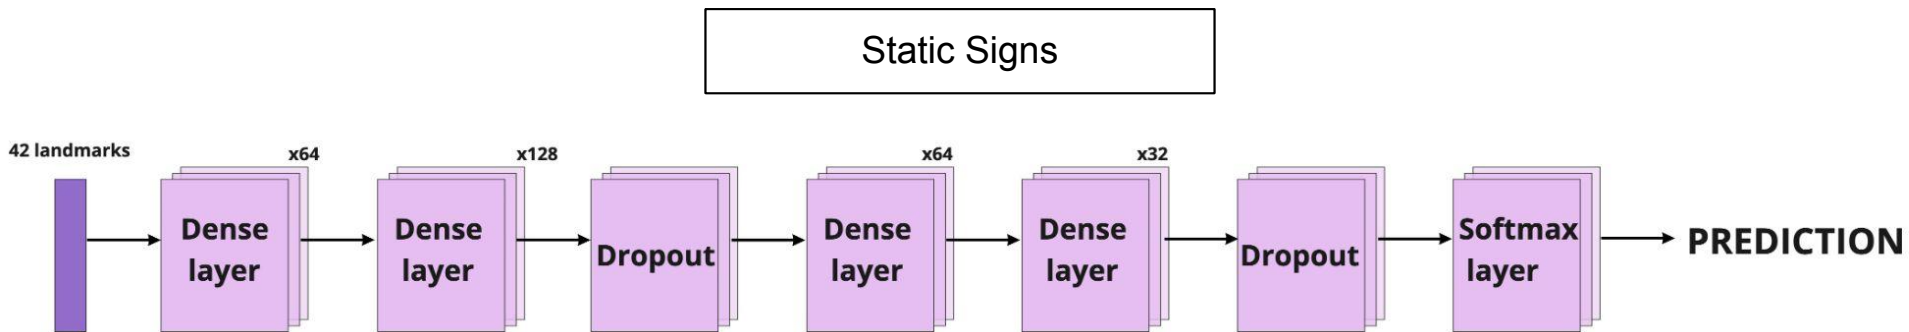 Static Signs
42 landmarks
x64
x128
x64
x32
Dense
layer
Dense
layer
Dropout
Dense
layer
Dense
layer
Dropout
Softmax
layer
PREDICTION